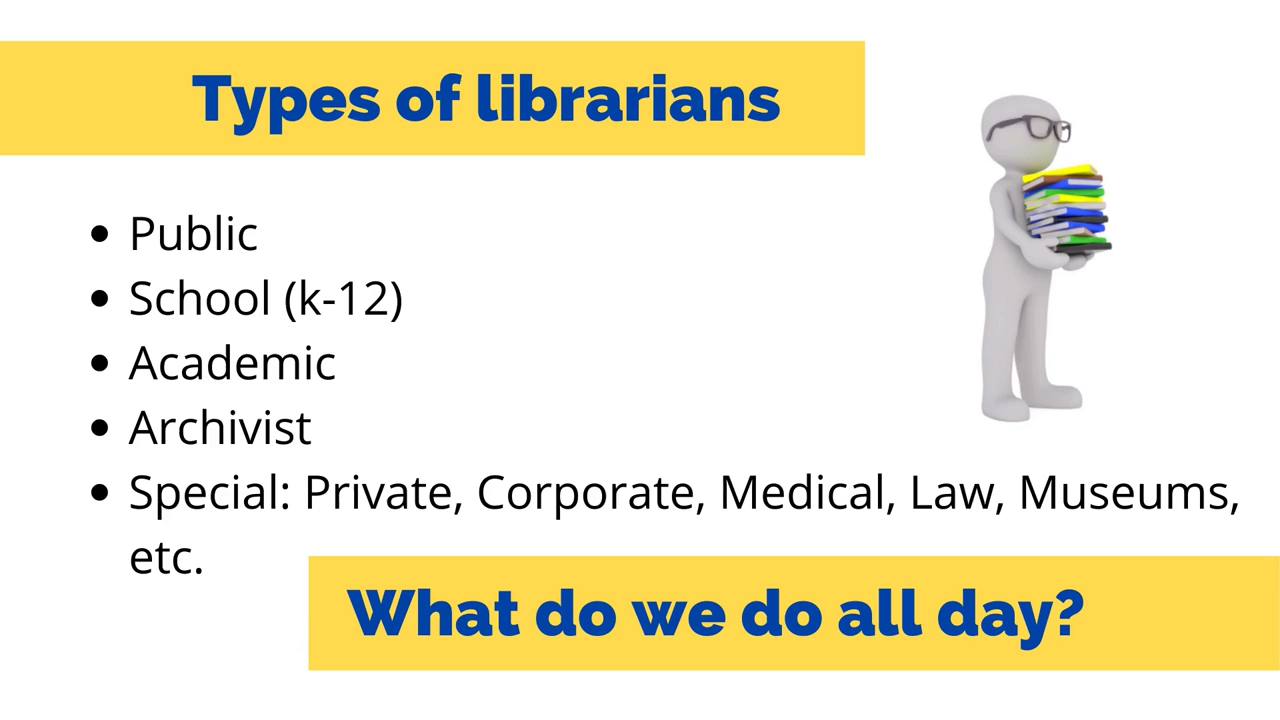 Types of librarians
• Public
• School (k-12)
• Academic
• Archivist
• Special: Private, Corporate, Medical, Law, Museums,
etc.
What do we do all day?